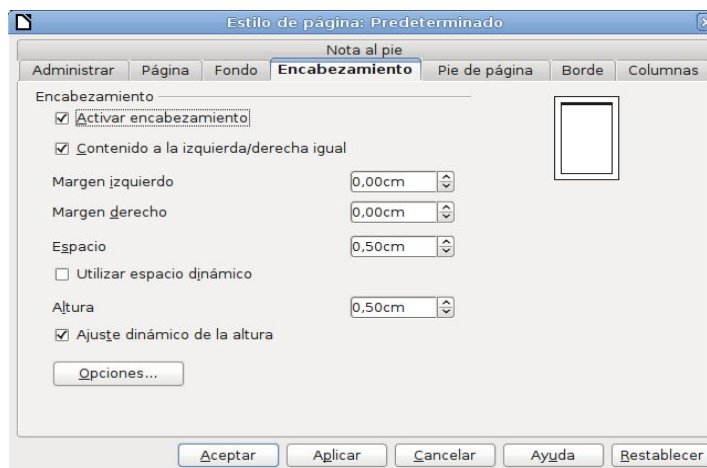 Estilo de página: Predeterminado
Nota al pie
Administrar Página Fondo Encabezamiento Pie de página Borde Columnas
Encabezamiento
Activar encabezamiento
Contenido a la izquierda/derecha igual
Margen izquierdo 0,00cm
Margen derecho 0,00cm
Espacio 0,50cm
Utilizar espacio dinámico
Altura 0,50cm
Ajuste dinámico de la altura
Opciones...
Aceptar Aplicar Cancelar Ayuda Restablecer